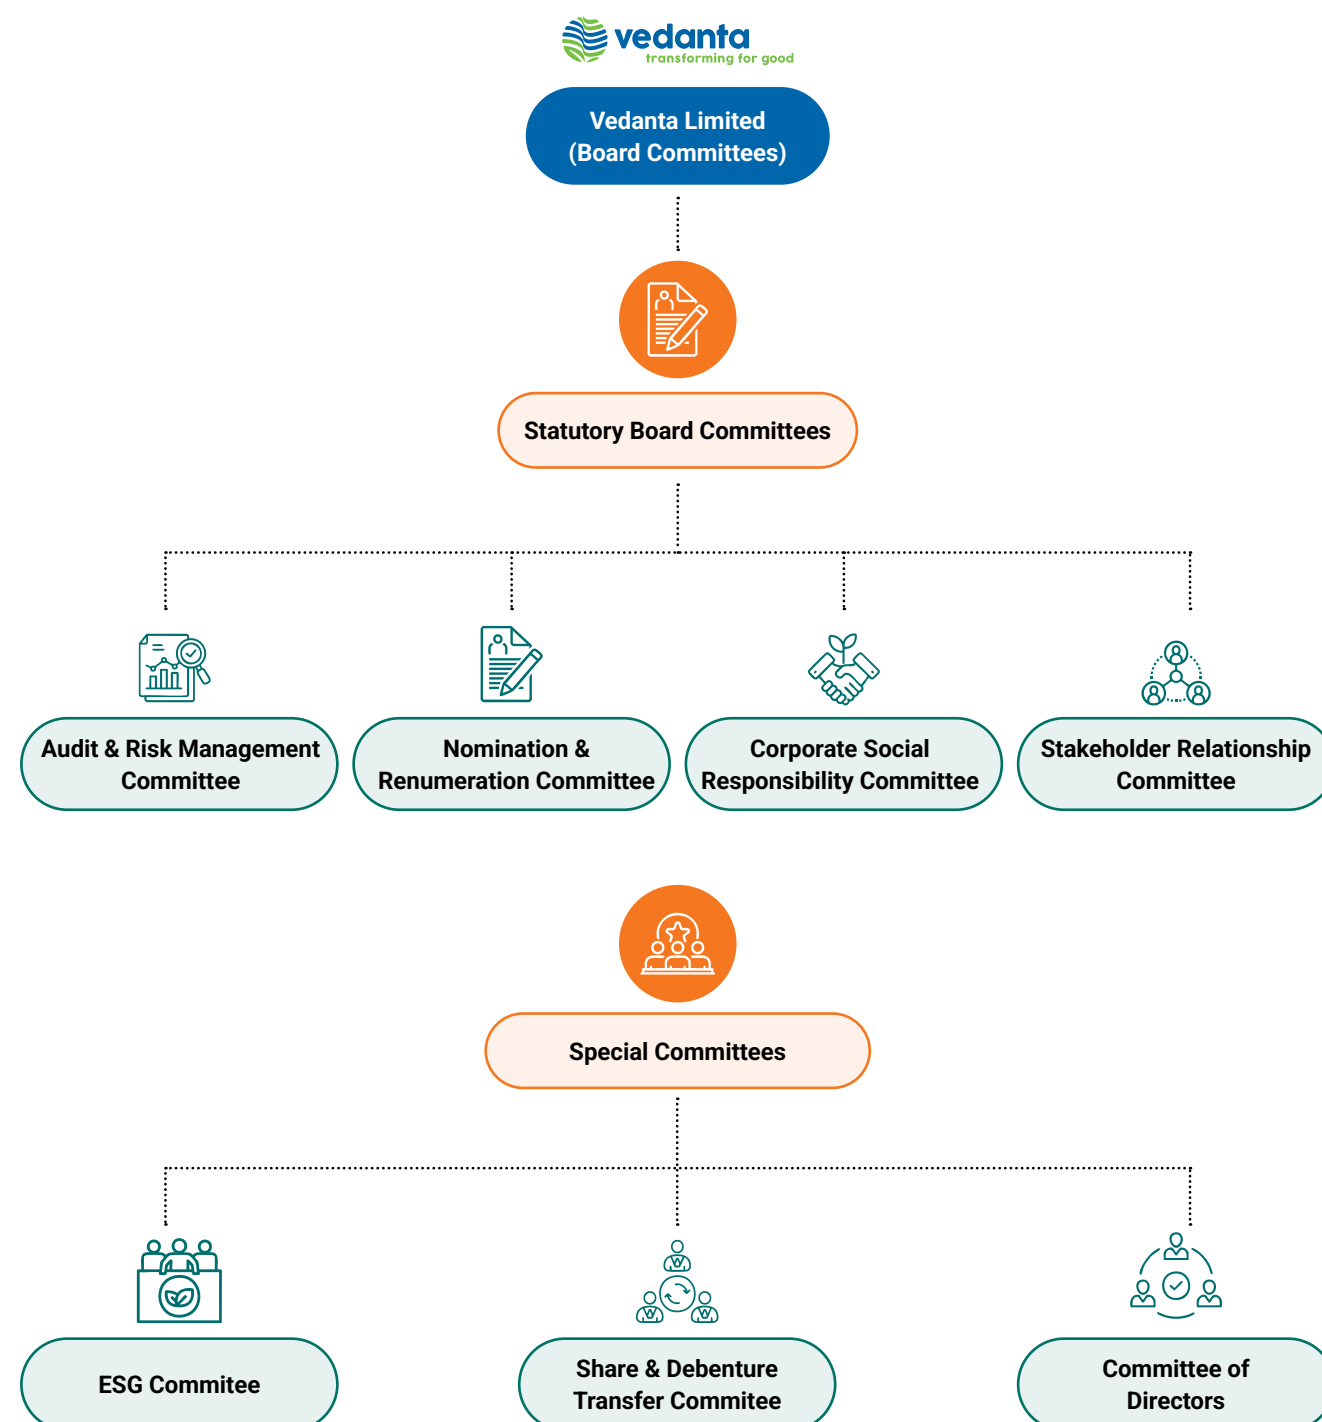 vedanta
transforming for good
Vedanta Limited
(Board Committees)
Statutory Board Committees
Audit & Risk Management
Committee
Nomination &
Renumeration Committee
Corporate Social
Responsibility Committee
Stakeholder Relationship
Committee
Special Committees
ESG Commitee
Share & Debenture
Transfer Commitee
Committee of
Directors